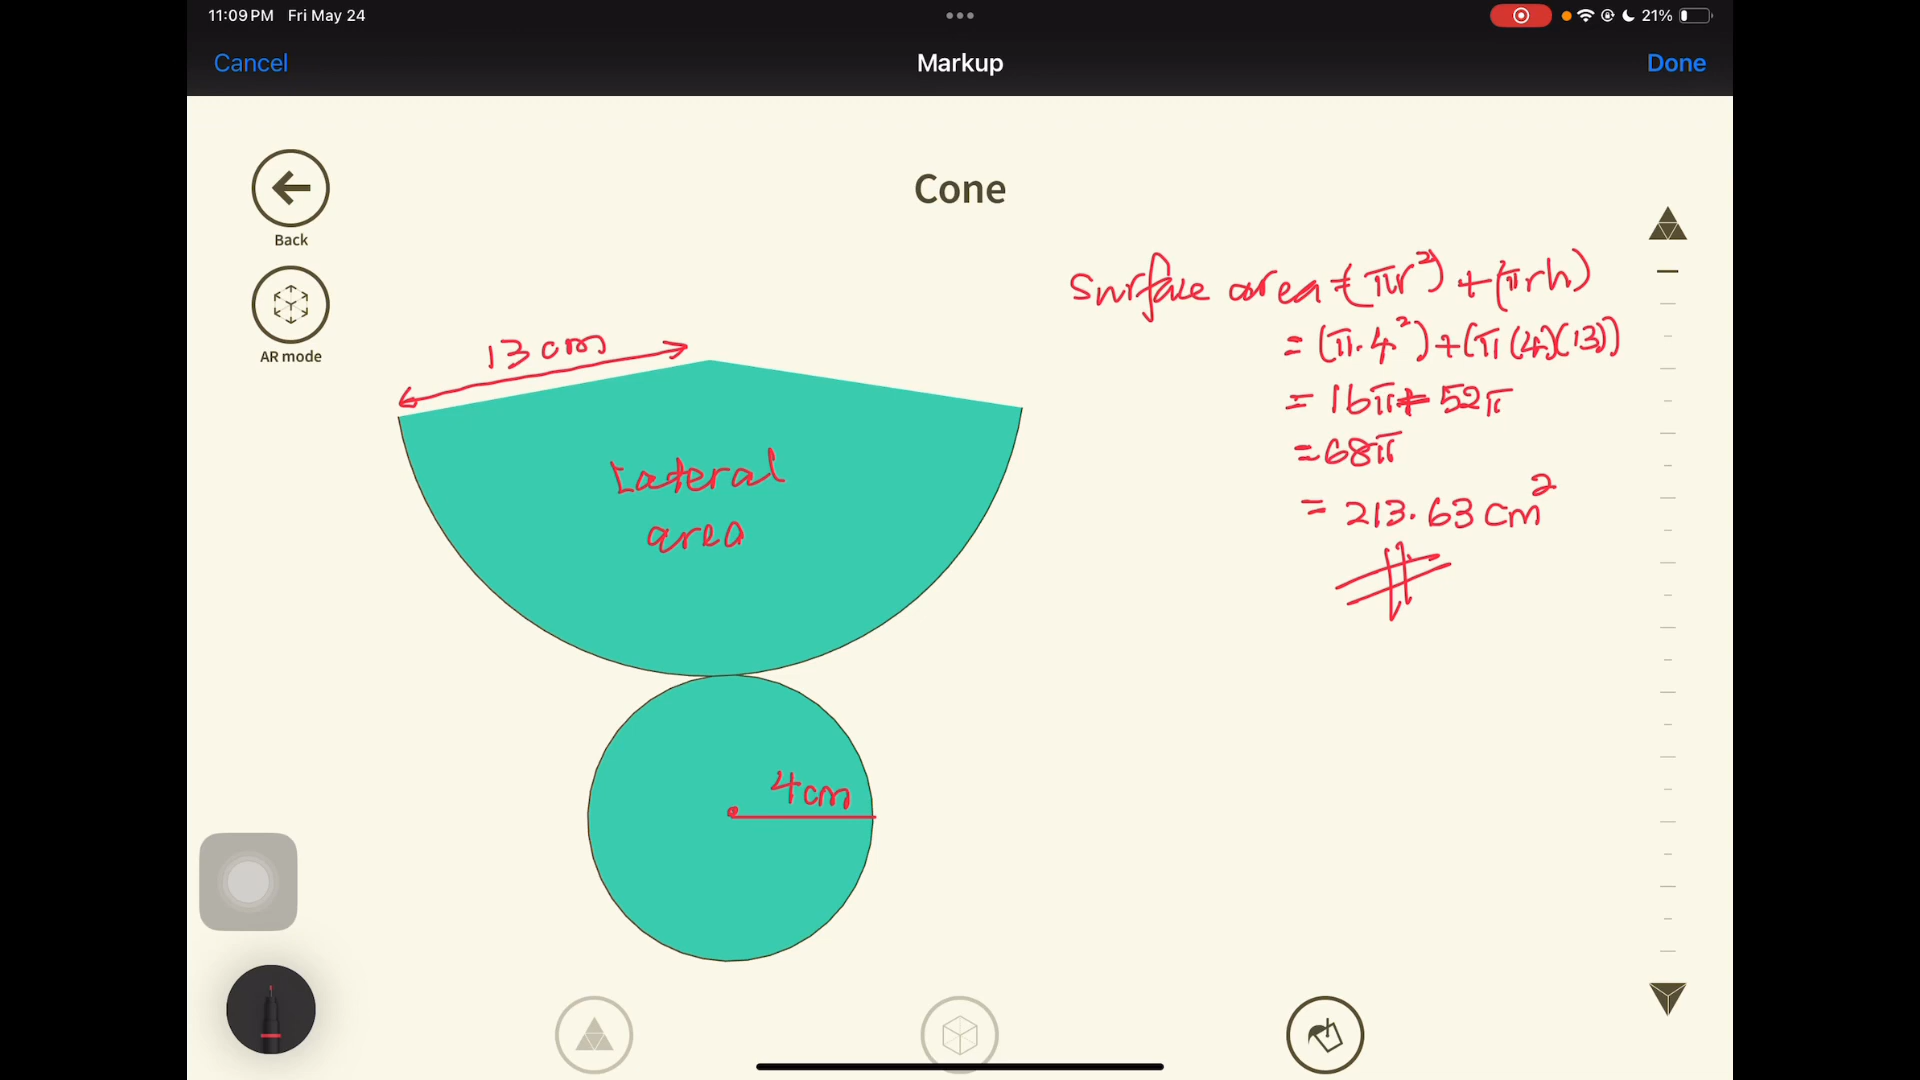 11:09 PM Fri May 24
21%
Cancel
Markup
Done
Back
Cone
AR mode
13 cm
Surface area = (πr²) + (πrh)
= (π.4²) + (π(4)(13))
= 16π + 52π
= 68π
= 213.63 cm²
Lateral
area
4cm